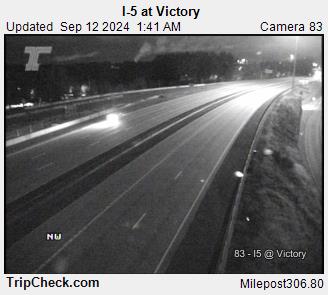 I-5 at Victory
Updated Sep 12 2024 1:41 AM Camera 83
T
NW
83 - I5 @ Victory
TripCheck.com Milepost306.80